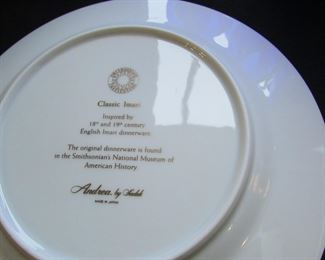 Classic Imari
Inspired by
18th and 19th century
English Imari dinnerware
The original dinnerware is found
in the Smithsonian's National Museum of
American History.
Andrea by Sadek
MADE IN JAPAN